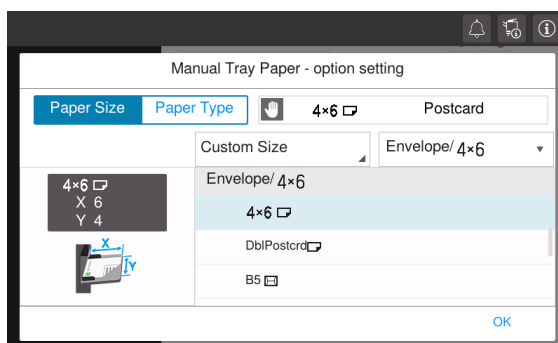 Manual Tray Paper - option setting
Paper Size Paper Type 4×6 Postcard
Custom Size Envelope/ 4×6
4×6
X 6
Y 4
X
Y
Envelope/ 4×6
4×6
DblPostcrd
B5
OK